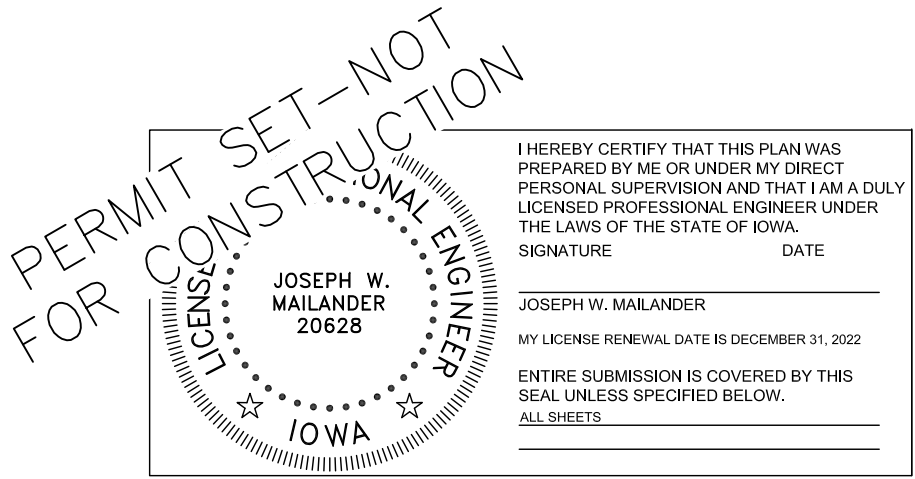 PERMIT SET-NOT
FOR CONSTRUCTION
ONAL ENGINEER
LICENSE
JOSEPH W.
MAILANDER
20628
IOWA
I HEREBY CERTIFY THAT THIS PLAN WAS
PREPARED BY ME OR UNDER MY DIRECT
PERSONAL SUPERVISION AND THAT I AM A DULY
LICENSED PROFESSIONAL ENGINEER UNDER
THE LAWS OF THE STATE OF IOWA.
SIGNATURE DATE
JOSEPH W. MAILANDER
MY LICENSE RENEWAL DATE IS DECEMBER 31, 2022
ENTIRE SUBMISSION IS COVERED BY THIS
SEAL UNLESS SPECIFIED BELOW.
ALL SHEETS